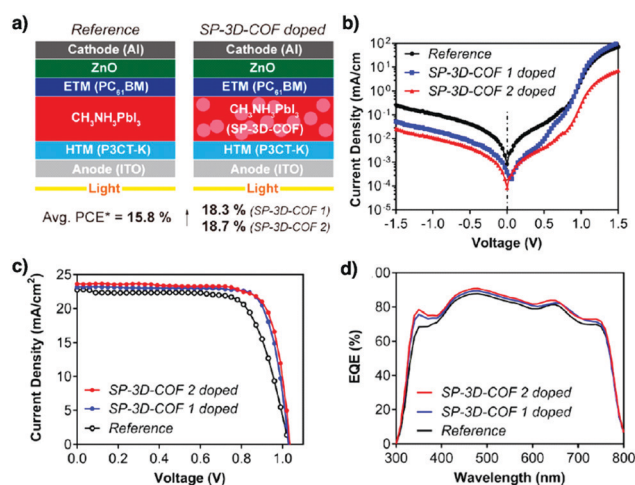 a)
Reference
SP-3D-COF doped
Cathode (Al)
Cathode (Al)
ZnO
ZnO
ETM (PC61BM)
ETM (PC61BM)
CH3NH3PbI3
CH3NH3PbI3
(SP-3D-COF)
HTM (P3CT-K)
HTM (P3CT-K)
Anode (ITO)
Anode (ITO)
Light
Light
Avg. PCE* = 15.8 %
↑
18.3 % (SP-3D-COF 1)
18.7 % (SP-3D-COF 2)
b)
Current Density (mA/cm
10^2
10^1
10^0
10^-1
10^-2
10^-3
10^-4
10^-5
Reference
SP-3D-COF 1 doped
SP-3D-COF 2 doped
-1.5 -1.0 -0.5 0.0 0.5 1.0 1.5
Voltage (V)
c)
Current Density (mA/cm2)
25
20
15
10
5
0
SP-3D-COF 2 doped
SP-3D-COF 1 doped
Reference
0.0 0.2 0.4 0.6 0.8 1.0
Voltage (V)
d)
EQE (%)
00
80
60
40
20
0
SP-3D-COF 2 doped
SP-3D-COF 1 doped
Reference
300 400 500 600 700 800
Wavelength (nm)